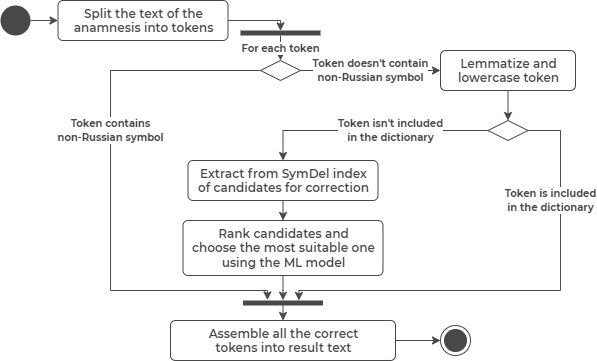 Split the text of the
anamnesis into tokens
For each token
Token doesn't contain
non-Russian symbol
Lemmatize and
lowercase token
Token contains
non-Russian symbol
Token isn't included
in the dictionary
Extract from SymDel index
of candidates for correction
Token is included
in the dictionary
Rank candidates and
choose the most suitable one
using the ML model
Assemble all the correct
tokens into result text